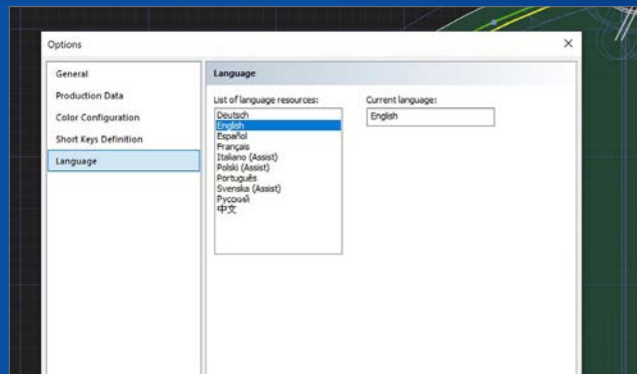 Options
General
Production Data
Color Configuration
Short Keys Definition
Language
Language
List of language resources:
Deutsch
English
Español
Français
Italiano (Assist)
Polski (Assist)
Português
Svenska (Assist)
Русский
中文
Current language:
English